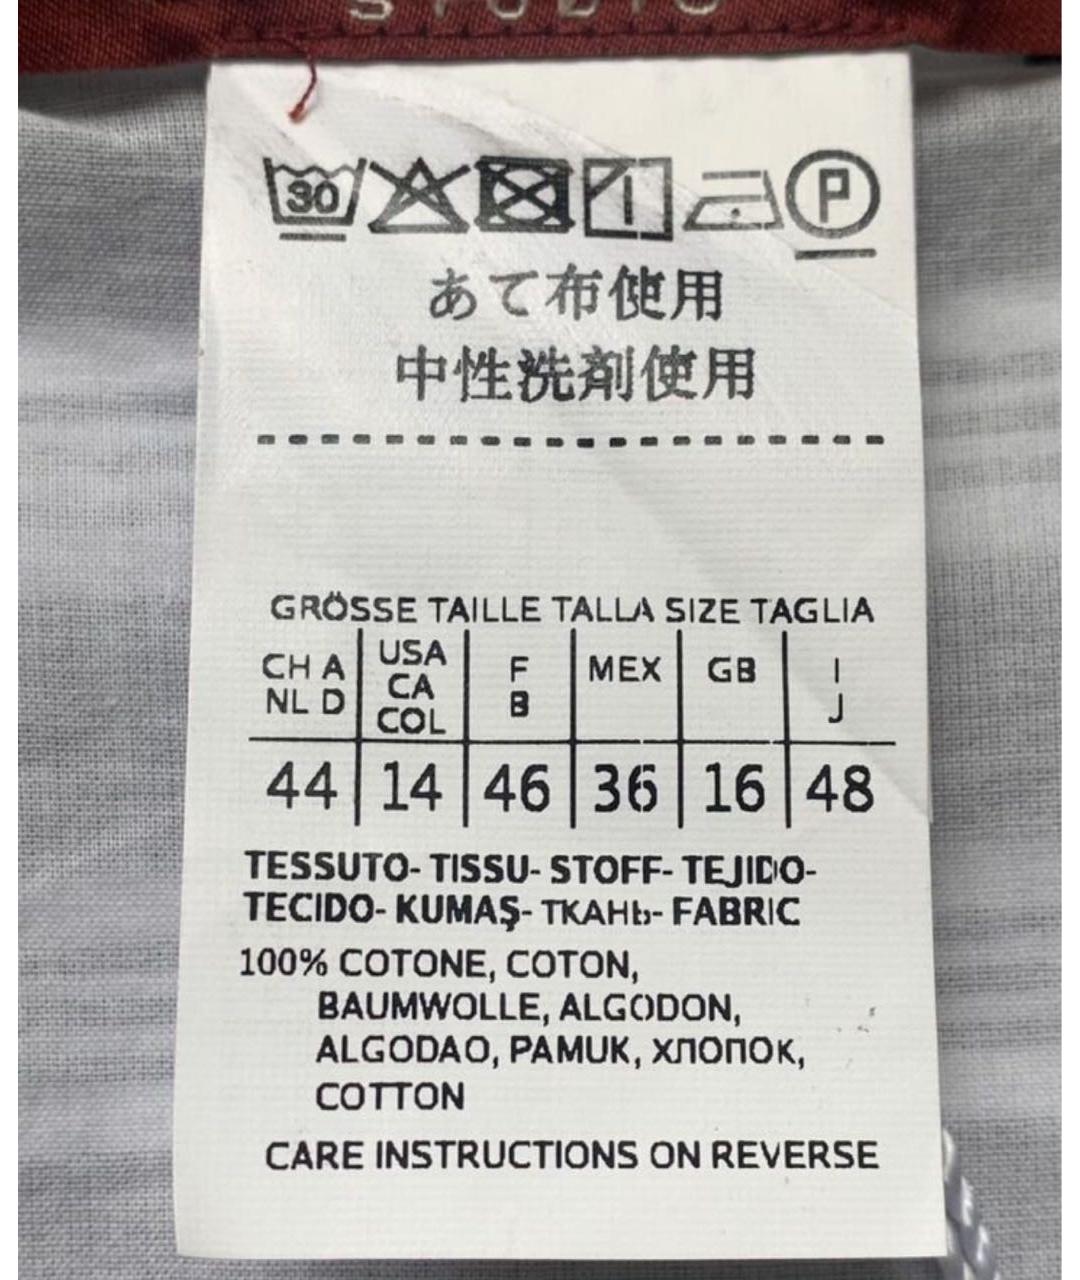 STUDIO
30 P
あて布使用
中性洗剤使用
GRÖSSE TAILLE TALLA SIZE TAGLIA
CH A NL D USA CA COL F B MEX GB I J
44 14 46 36 16 48
TESSUTO- TISSU- STOFF- TEJIDO-
TECIDO- KUMAŞ- ТКАНЬ- FABRIC
100% COTONE, COTON,
BAUMWOLLE, ALGODON,
ALGODAO, PAMUK, ХЛОПОК,
COTTON
CARE INSTRUCTIONS ON REVERSE